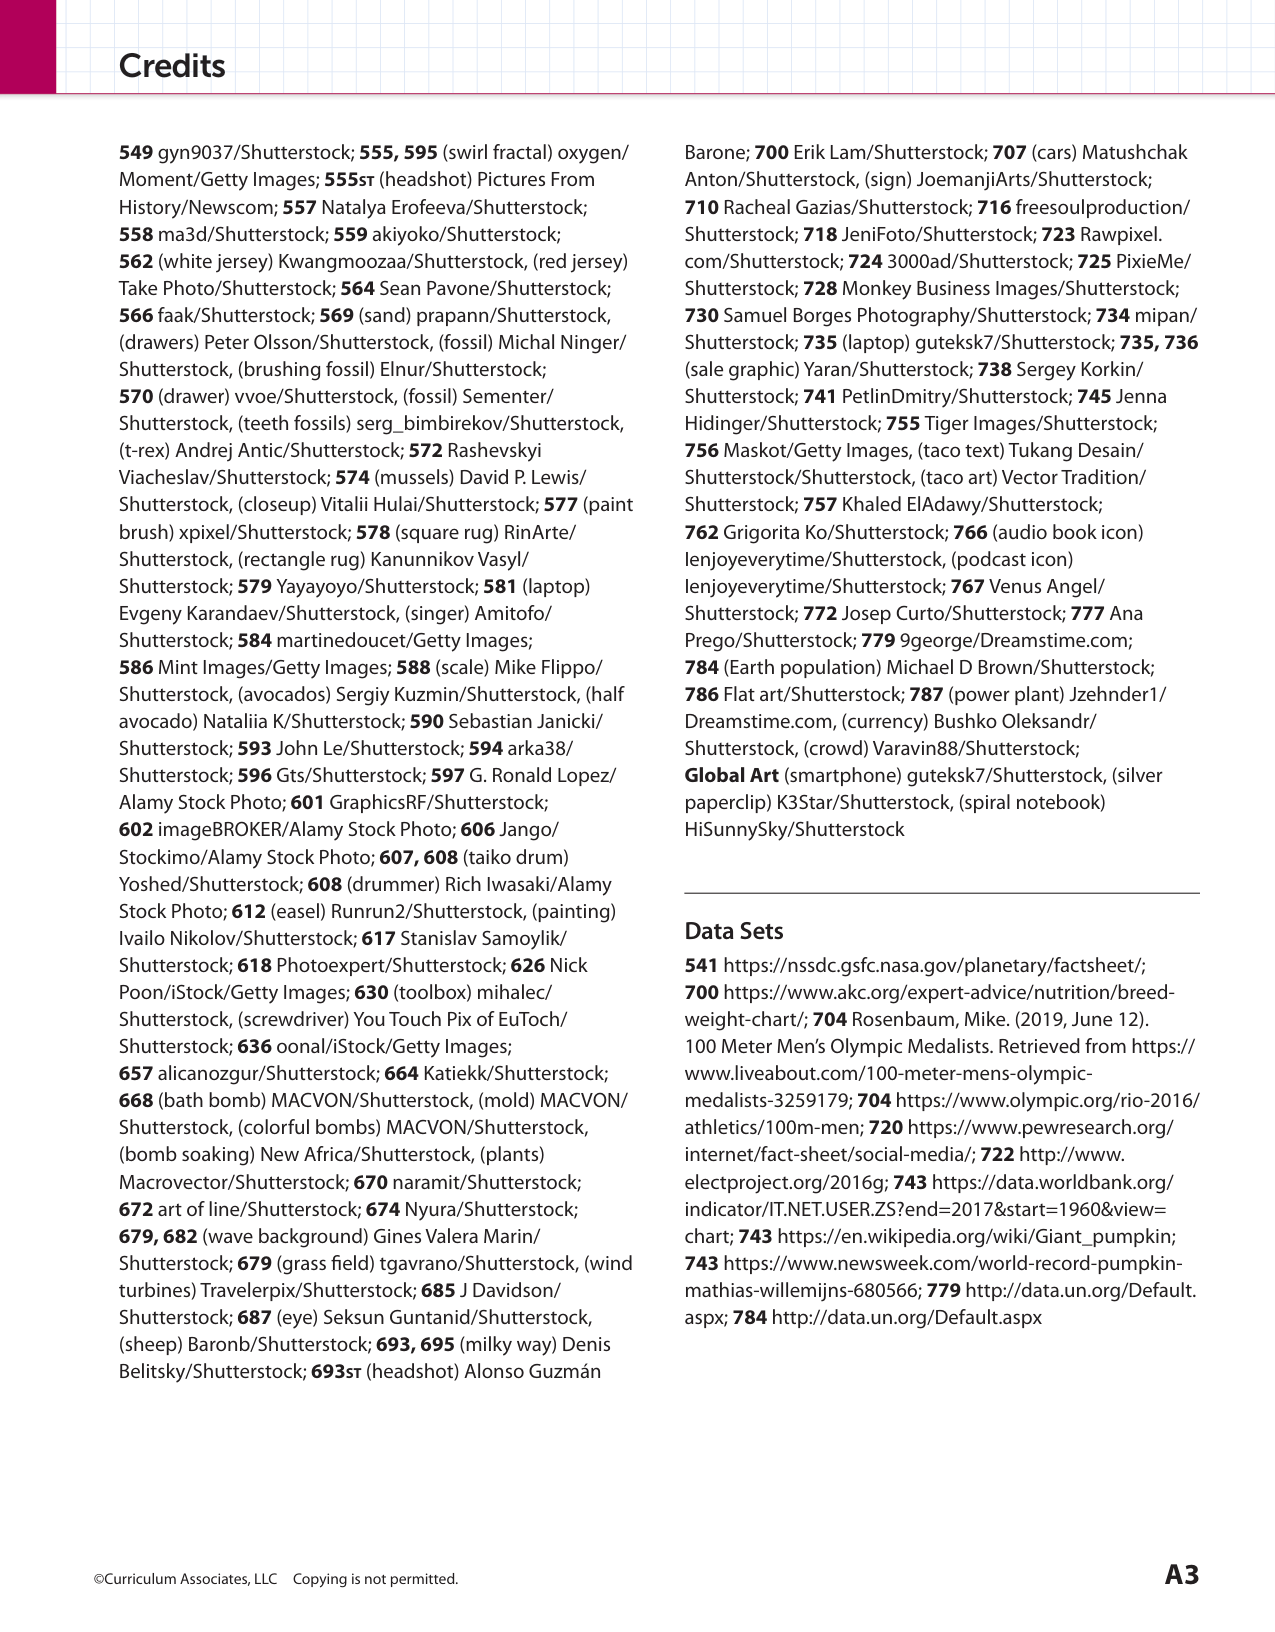 Credits
549 gyn9037/Shutterstock; 555, 595 (swirl fractal) oxygen/
Moment/Getty Images; 555ST (headshot) Pictures From
History/Newscom; 557 Natalya Erofeeva/Shutterstock;
558 ma3d/Shutterstock; 559 akiyoko/Shutterstock;
562 (white jersey) Kwangmoozaa/Shutterstock, (red jersey)
Take Photo/Shutterstock; 564 Sean Pavone/Shutterstock;
566 faak/Shutterstock; 569 (sand) prapann/Shutterstock,
(drawers) Peter Olsson/Shutterstock, (fossil) Michal Ninger/
Shutterstock, (brushing fossil) Elnur/Shutterstock;
570 (drawer) vvoe/Shutterstock, (fossil) Sementer/
Shutterstock, (teeth fossils) serg_bimbirekov/Shutterstock,
(t-rex) Andrej Antic/Shutterstock; 572 Rashevskyi
Viacheslav/Shutterstock; 574 (mussels) David P. Lewis/
Shutterstock, (closeup) Vitalii Hulai/Shutterstock; 577 (paint
brush) xpixel/Shutterstock; 578 (square rug) RinArte/
Shutterstock, (rectangle rug) Kanunnikov Vasyl/
Shutterstock; 579 Yayayoyo/Shutterstock; 581 (laptop)
Evgeny Karandaev/Shutterstock, (singer) Amitofo/
Shutterstock; 584 martinedoucet/Getty Images;
586 Mint Images/Getty Images; 588 (scale) Mike Flippo/
Shutterstock, (avocados) Sergiy Kuzmin/Shutterstock, (half
avocado) Nataliia K/Shutterstock; 590 Sebastian Janicki/
Shutterstock; 593 John Le/Shutterstock; 594 arka38/
Shutterstock; 596 Gts/Shutterstock; 597 G. Ronald Lopez/
Alamy Stock Photo; 601 GraphicsRF/Shutterstock;
602 imageBROKER/Alamy Stock Photo; 606 Jango/
Stockimo/Alamy Stock Photo; 607, 608 (taiko drum)
Yoshed/Shutterstock; 608 (drummer) Rich Iwasaki/Alamy
Stock Photo; 612 (easel) Runrun2/Shutterstock, (painting)
Ivailo Nikolov/Shutterstock; 617 Stanislav Samoylik/
Shutterstock; 618 Photoexpert/Shutterstock; 626 Nick
Poon/iStock/Getty Images; 630 (toolbox) mihalec/
Shutterstock, (screwdriver) You Touch Pix of EuToch/
Shutterstock; 636 oonal/iStock/Getty Images;
657 alicanozgur/Shutterstock; 664 Katiekk/Shutterstock;
668 (bath bomb) MACVON/Shutterstock, (mold) MACVON/
Shutterstock, (colorful bombs) MACVON/Shutterstock,
(bomb soaking) New Africa/Shutterstock, (plants)
Macrovector/Shutterstock; 670 naramit/Shutterstock;
672 art of line/Shutterstock; 674 Nyura/Shutterstock;
679, 682 (wave background) Gines Valera Marin/
Shutterstock; 679 (grass field) tgavrano/Shutterstock, (wind
turbines) Travelerpix/Shutterstock; 685 J Davidson/
Shutterstock; 687 (eye) Seksun Guntanid/Shutterstock,
(sheep) Baronb/Shutterstock; 693, 695 (milky way) Denis
Belitsky/Shutterstock; 693ST (headshot) Alonso Guzmán
Barone; 700 Erik Lam/Shutterstock; 707 (cars) Matushchak
Anton/Shutterstock, (sign) JoemanjiArts/Shutterstock;
710 Racheal Gazias/Shutterstock; 716 freesoulproduction/
Shutterstock; 718 JeniFoto/Shutterstock; 723 Rawpixel.
com/Shutterstock; 724 3000ad/Shutterstock; 725 PixieMe/
Shutterstock; 728 Monkey Business Images/Shutterstock;
730 Samuel Borges Photography/Shutterstock; 734 mipan/
Shutterstock; 735 (laptop) guteksk7/Shutterstock; 735, 736
(sale graphic) Yaran/Shutterstock; 738 Sergey Korkin/
Shutterstock; 741 PetlinDmitry/Shutterstock; 745 Jenna
Hidinger/Shutterstock; 755 Tiger Images/Shutterstock;
756 Maskot/Getty Images, (taco text) Tukang Desain/
Shutterstock/Shutterstock, (taco art) Vector Tradition/
Shutterstock; 757 Khaled ElAdawy/Shutterstock;
762 Grigorita Ko/Shutterstock; 766 (audio book icon)
Ienjoyeverytime/Shutterstock, (podcast icon)
Ienjoyeverytime/Shutterstock; 767 Venus Angel/
Shutterstock; 772 Josep Curto/Shutterstock; 777 Ana
Prego/Shutterstock; 779 9george/Dreamstime.com;
784 (Earth population) Michael D Brown/Shutterstock;
786 Flat art/Shutterstock; 787 (power plant) Jzehnder1/
Dreamstime.com, (currency) Bushko Oleksandr/
Shutterstock, (crowd) Varavin88/Shutterstock;
Global Art (smartphone) guteksk7/Shutterstock, (silver
paperclip) K3Star/Shutterstock, (spiral notebook)
HiSunnySky/Shutterstock
Data Sets
541 https://nssdc.gsfc.nasa.gov/planetary/factsheet/;
700 https://www.akc.org/expert-advice/nutrition/breed-
weight-chart/; 704 Rosenbaum, Mike. (2019, June 12).
100 Meter Men’s Olympic Medalists. Retrieved from https://
www.liveabout.com/100-meter-mens-olympic-
medalists-3259179; 704 https://www.olympic.org/rio-2016/
athletics/100m-men; 720 https://www.pewresearch.org/
internet/fact-sheet/social-media/; 722 http://www.
electproject.org/2016g; 743 https://data.worldbank.org/
indicator/IT.NET.USER.ZS?end=2017&start=1960&view=
chart; 743 https://en.wikipedia.org/wiki/Giant_pumpkin;
743 https://www.newsweek.com/world-record-pumpkin-
mathias-willemijns-680566; 779 http://data.un.org/Default.
aspx; 784 http://data.un.org/Default.aspx
©Curriculum Associates, LLC Copying is not permitted.
A3